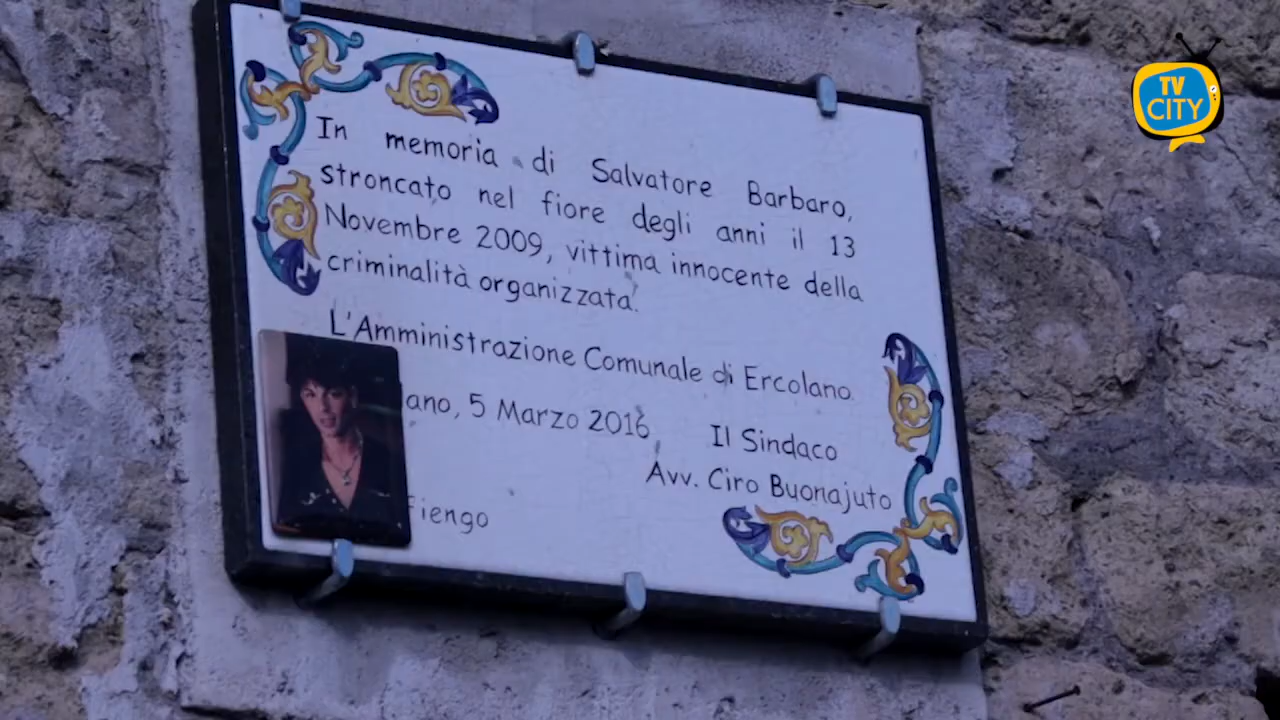 TV
CITY
In memoria di Salvatore Barbaro,
stroncato nel fiore degli anni il 13
Novembre 2009, vittima innocente della
criminalità organizzata.
L'Amministrazione Comunale di Ercolano.
ano, 5 Marzo 2016
Il Sindaco
Avv. Ciro Buonajuto
Fiengo